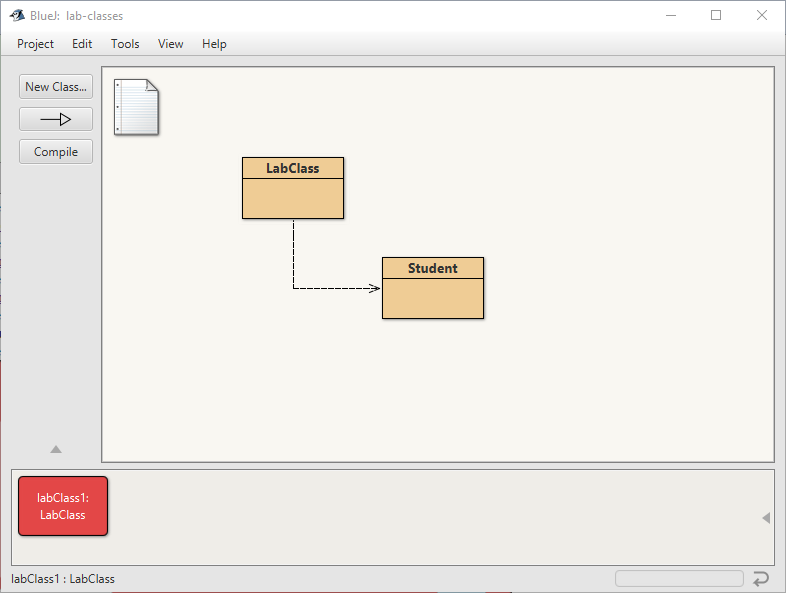 BlueJ: lab-classes
Project Edit Tools View Help
New Class...
Compile
LabClass
Student
labClass1:
LabClass
labClass1 : LabClass